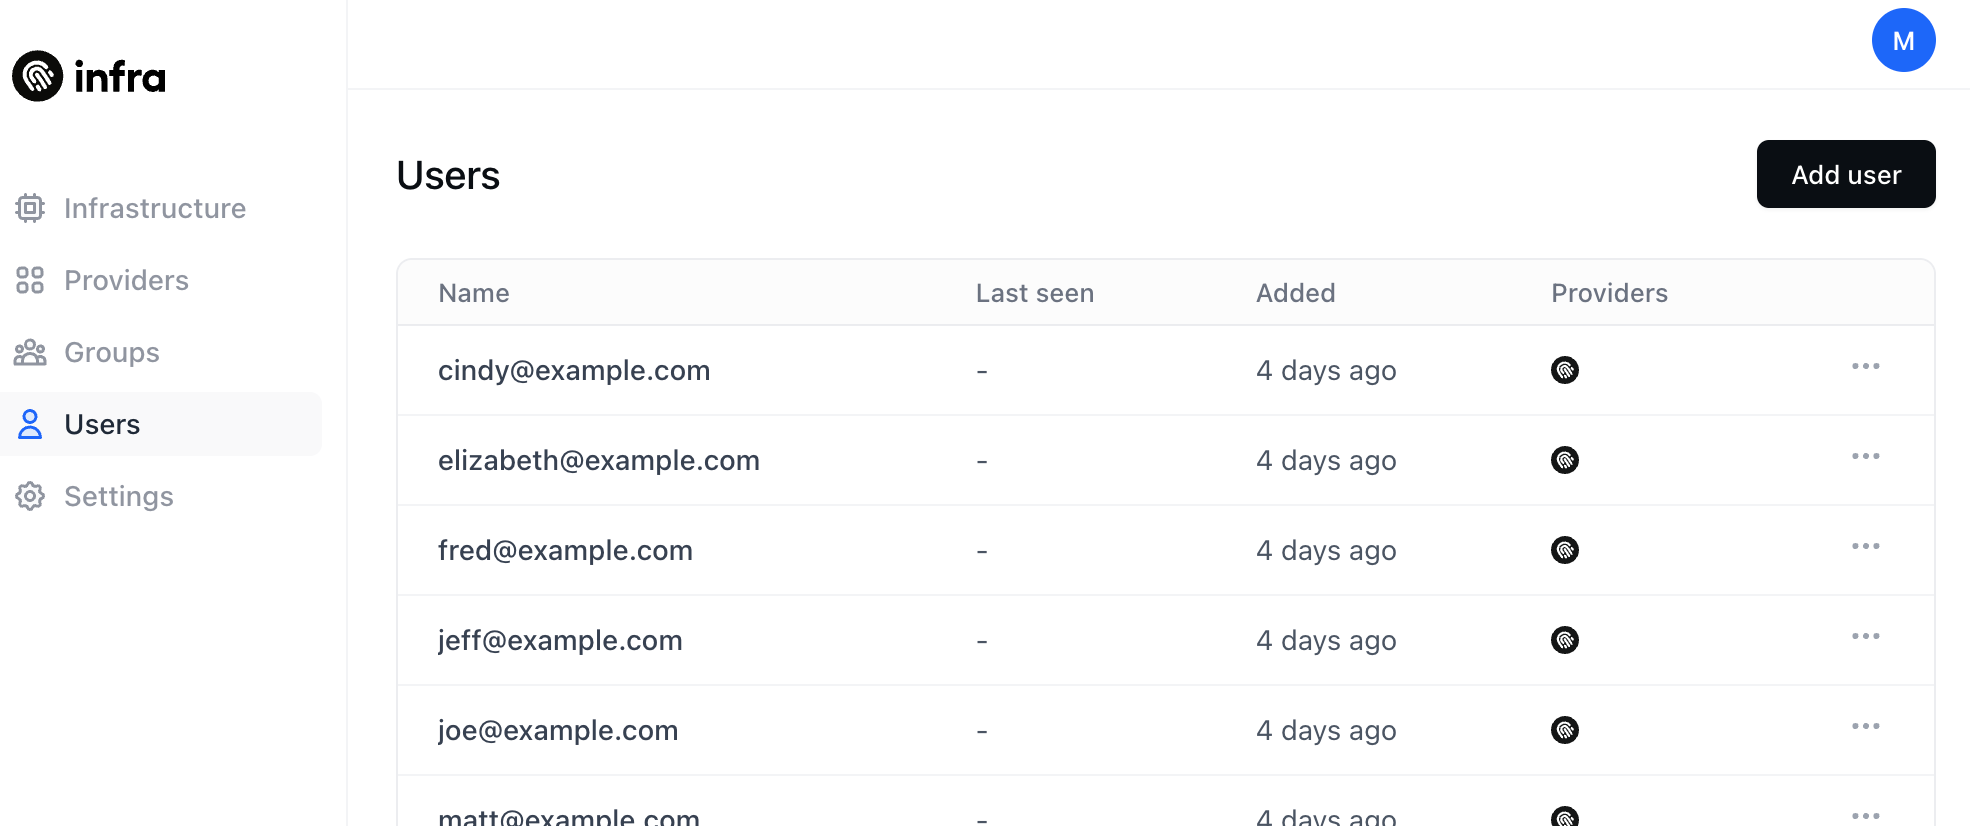 infra
M
Infrastructure
Providers
Groups
Users
Settings
Users
Add user
Name Last seen Added Providers
cindy@example.com - 4 days ago
elizabeth@example.com - 4 days ago
fred@example.com - 4 days ago
jeff@example.com - 4 days ago
joe@example.com - 4 days ago
matt@example.com - 4 days ago